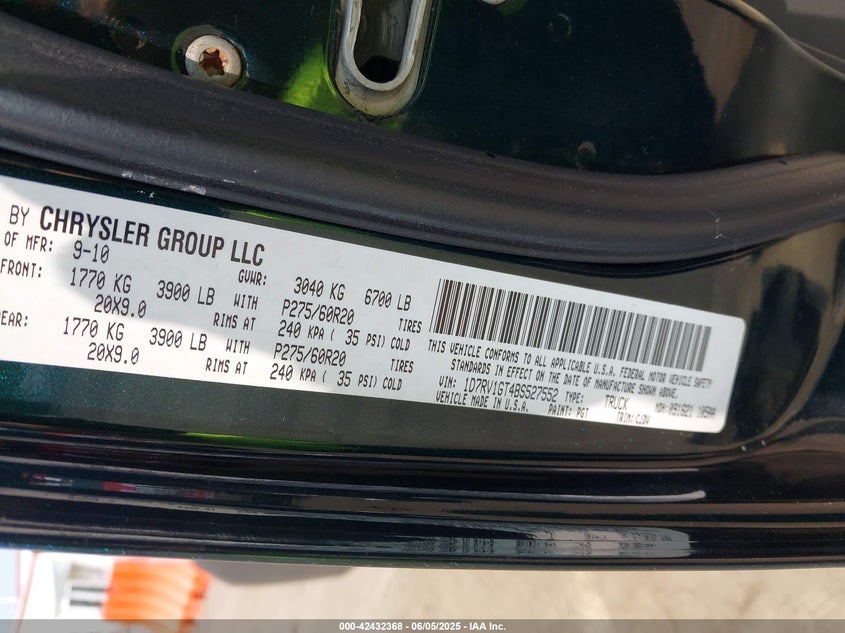 BY CHRYSLER GROUP LLC
OF MFR: 9-10 GVWR: 3040 KG 6700 LB
FRONT: 1770 KG 3900 LB WITH P275/60R20 TIRES
20X9.0 RIMS AT 240 KPA ( 35 PSI) COLD
EAR: 1770 KG 3900 LB WITH P275/60R20 TIRES
20X9.0 RIMS AT 240 KPA ( 35 PSI) COLD
THIS VEHICLE CONFORMS TO ALL APPLICABLE U.S.A. FEDERAL MOTOR VEHICLE SAFETY
STANDARDS IN EFFECT ON THE DATE OF MANUFACTURE SHOWN ABOVE.
VIN: 1D7RV1GT4BS527552 TYPE: TRUCK
VEHICLE MADE IN U.S.A. PAINT: PGT TRIM: CJDV
000-42432368 - 06/05/2025 - IAA Inc.